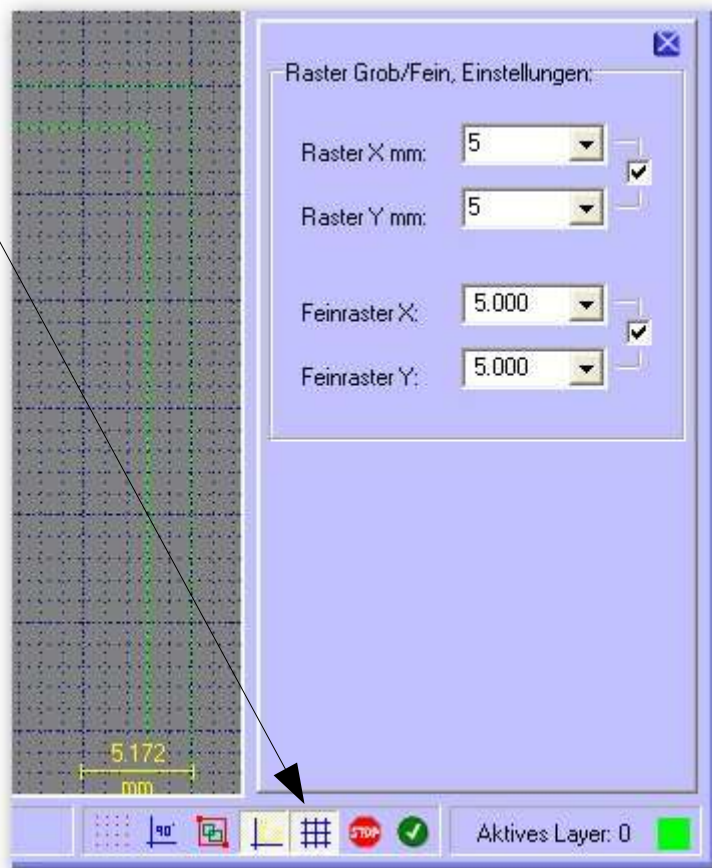 Raster Grob/Fein, Einstellungen:
Raster X mm:
5
Raster Y mm:
5
Feinraster X:
5.000
Feinraster Y:
5.000
5.172
mm
90°
STOP
Aktives Layer: 0